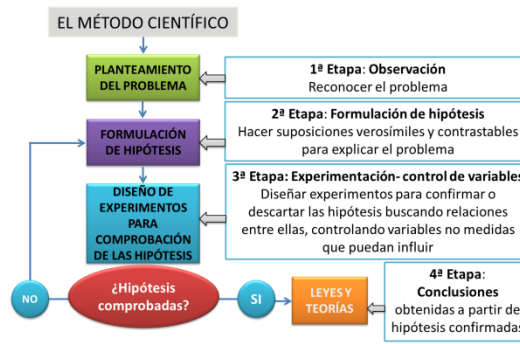 EL MÉTODO CIENTÍFICO
PLANTEAMIENTO
DEL PROBLEMA
1ª Etapa: Observación
Reconocer el problema
FORMULACIÓN
DE HIPÓTESIS
2ª Etapa: Formulación de hipótesis
Hacer suposiciones verosímiles y contrastables
para explicar el problema
DISEÑO DE
EXPERIMENTOS
PARA
COMPROBACIÓN
DE LAS HIPÓTESIS
3ª Etapa: Experimentación- control de variables
Diseñar experimentos para confirmar o
descartar las hipótesis buscando relaciones
entre ellas, controlando variables no medidas
que puedan influir
NO
¿Hipótesis
comprobadas?
SI
LEYES Y
TEORÍAS
4ª Etapa:
Conclusiones
obtenidas a partir de
hipótesis confirmadas